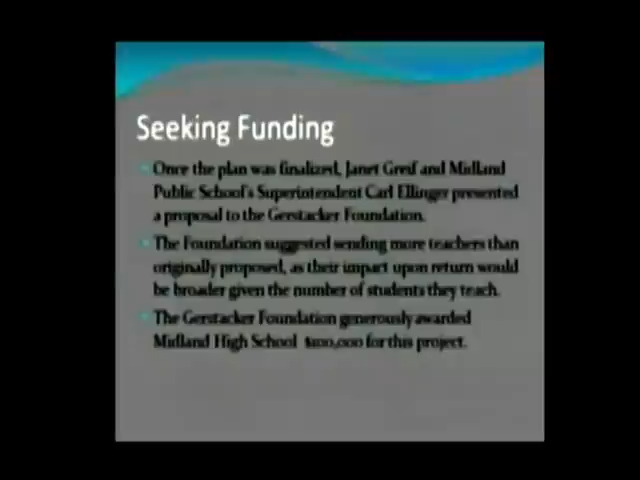 Seeking Funding
Once the plan was finalized, Janet Greif and Midland
Public School's Superintendent Carl Ellinger presented
a proposal to the Gerstacker Foundation.
The Foundation suggested sending more teachers than
originally proposed, as their impact upon return would
be broader given the number of students they teach.
The Gerstacker Foundation generously awarded
Midland High School $100,000 for this project.